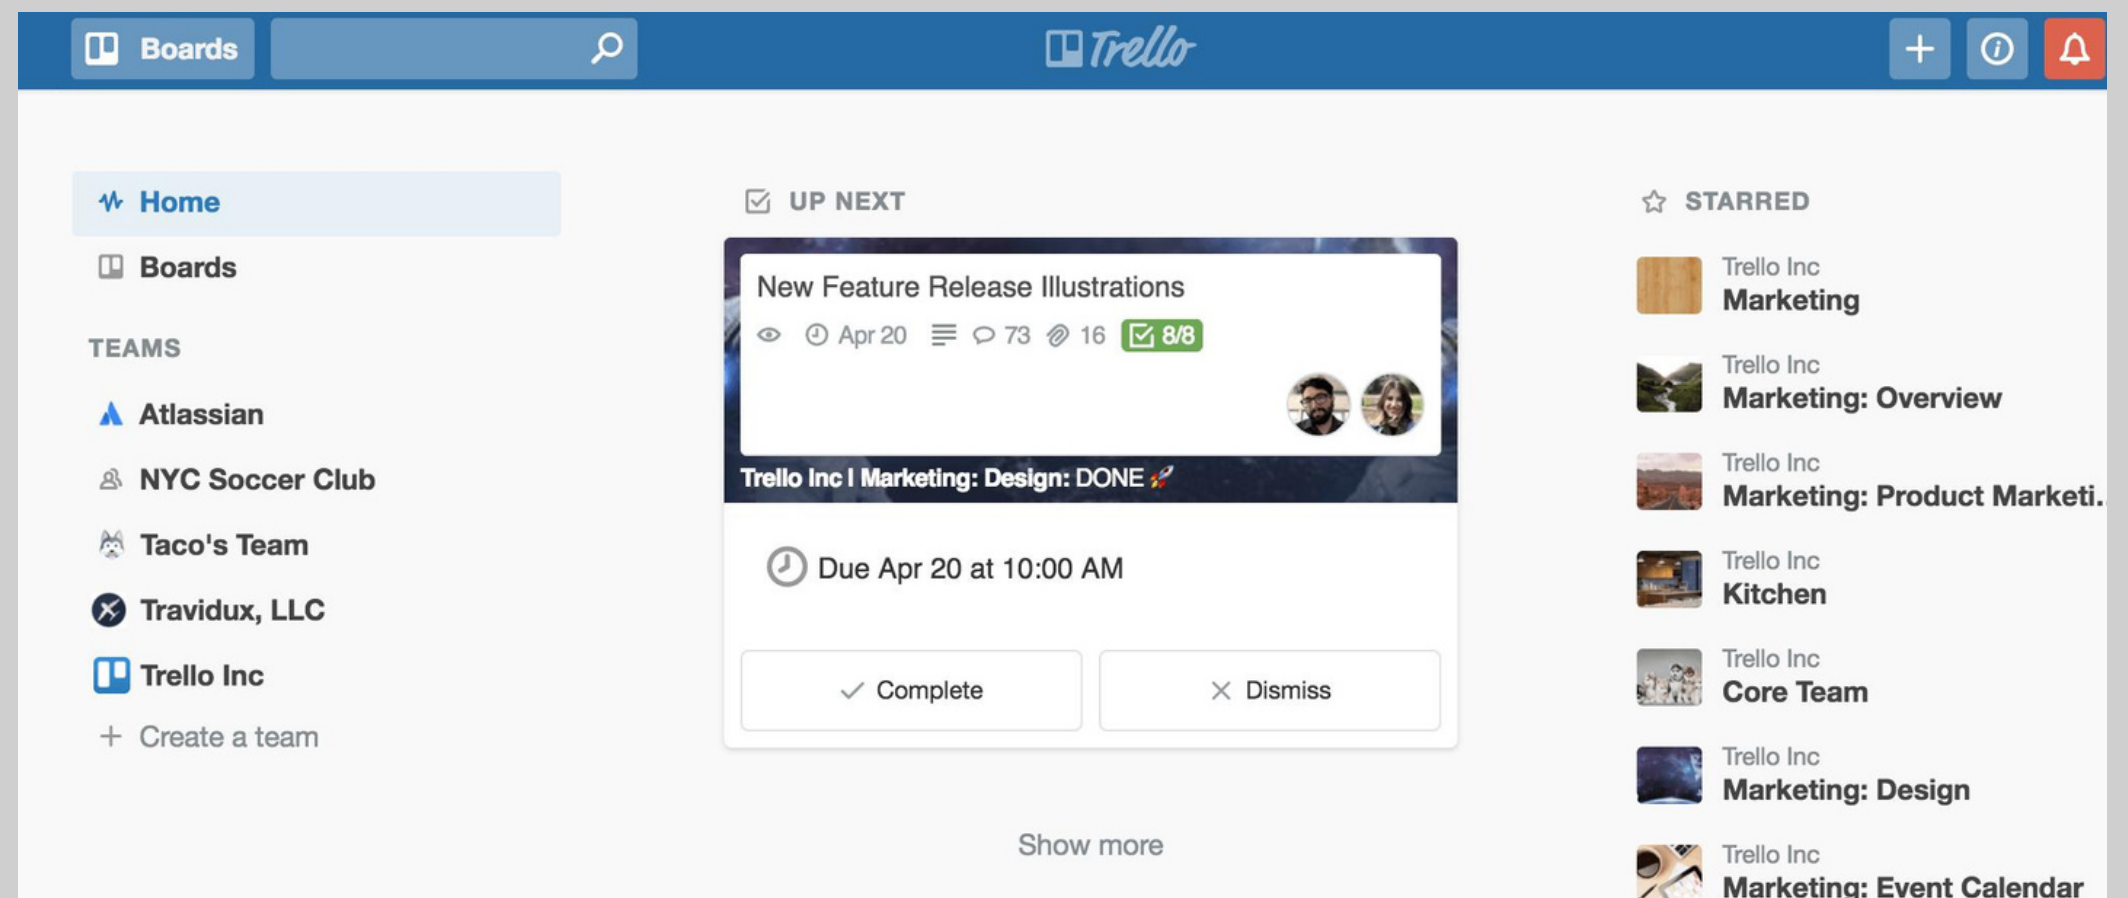 Boards
Trello
Home
Boards
TEAMS
Atlassian
NYC Soccer Club
Taco's Team
Travidux, LLC
Trello Inc
Create a team
UP NEXT
New Feature Release Illustrations
Apr 20 73 16 8/8
Trello Inc | Marketing: Design: DONE 🚀
Due Apr 20 at 10:00 AM
Complete
Dismiss
Show more
STARRED
Trello Inc
Marketing
Trello Inc
Marketing: Overview
Trello Inc
Marketing: Product Marketi..
Trello Inc
Kitchen
Trello Inc
Core Team
Trello Inc
Marketing: Design
Trello Inc
Marketing: Event Calendar